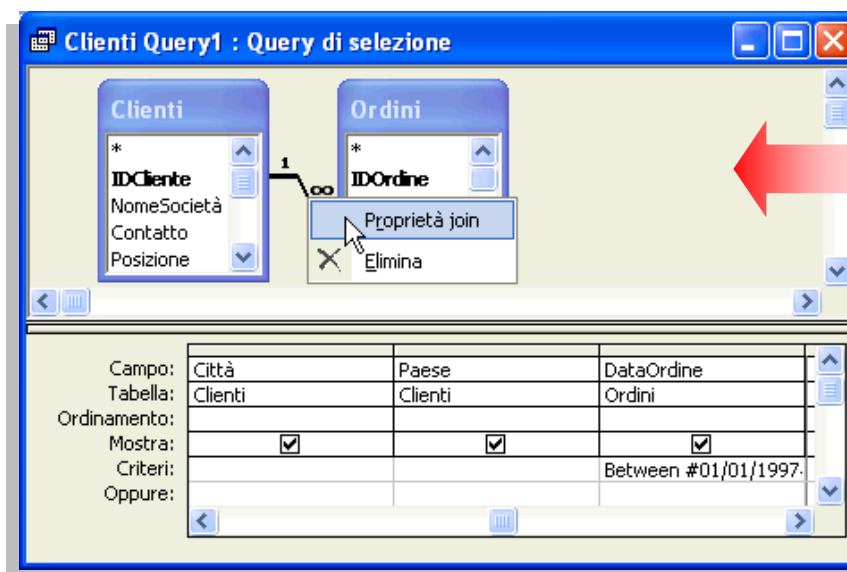 Clienti Query1 : Query di selezione
Clienti
*
IDCliente
NomeSocietà
Contatto
Posizione
1
∞
Ordini
*
IDOrdine
Proprietà join
Elimina
Campo: Città Paese DataOrdine
Tabella: Clienti Clienti Ordini
Ordinamento:
Mostra:
Criteri: Between #01/01/1997
Oppure: